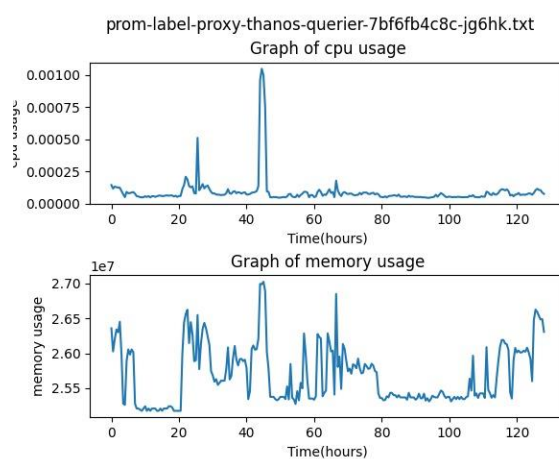 prom-label-proxy-thanos-querier-7bf6fb4c8c-jg6hk.txt
Graph of cpu usage
0.00100
0.00075
0.00050
0.00025
0.00000
cpu usage
0 20 40 60 80 100 120
Time(hours)
Graph of memory usage
1e7
2.70
2.65
2.60
2.55
memory usage
0 20 40 60 80 100 120
Time(hours)